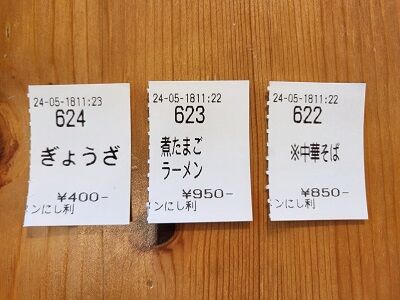 24-05-1811:23
624
ぎょうざ
¥400-
ンにし利
24-05-1811:22
623
煮たまご
ラーメン
¥950-
ンにし利
24-05-1811:22
622
※中華そば
¥850-
ンにし利